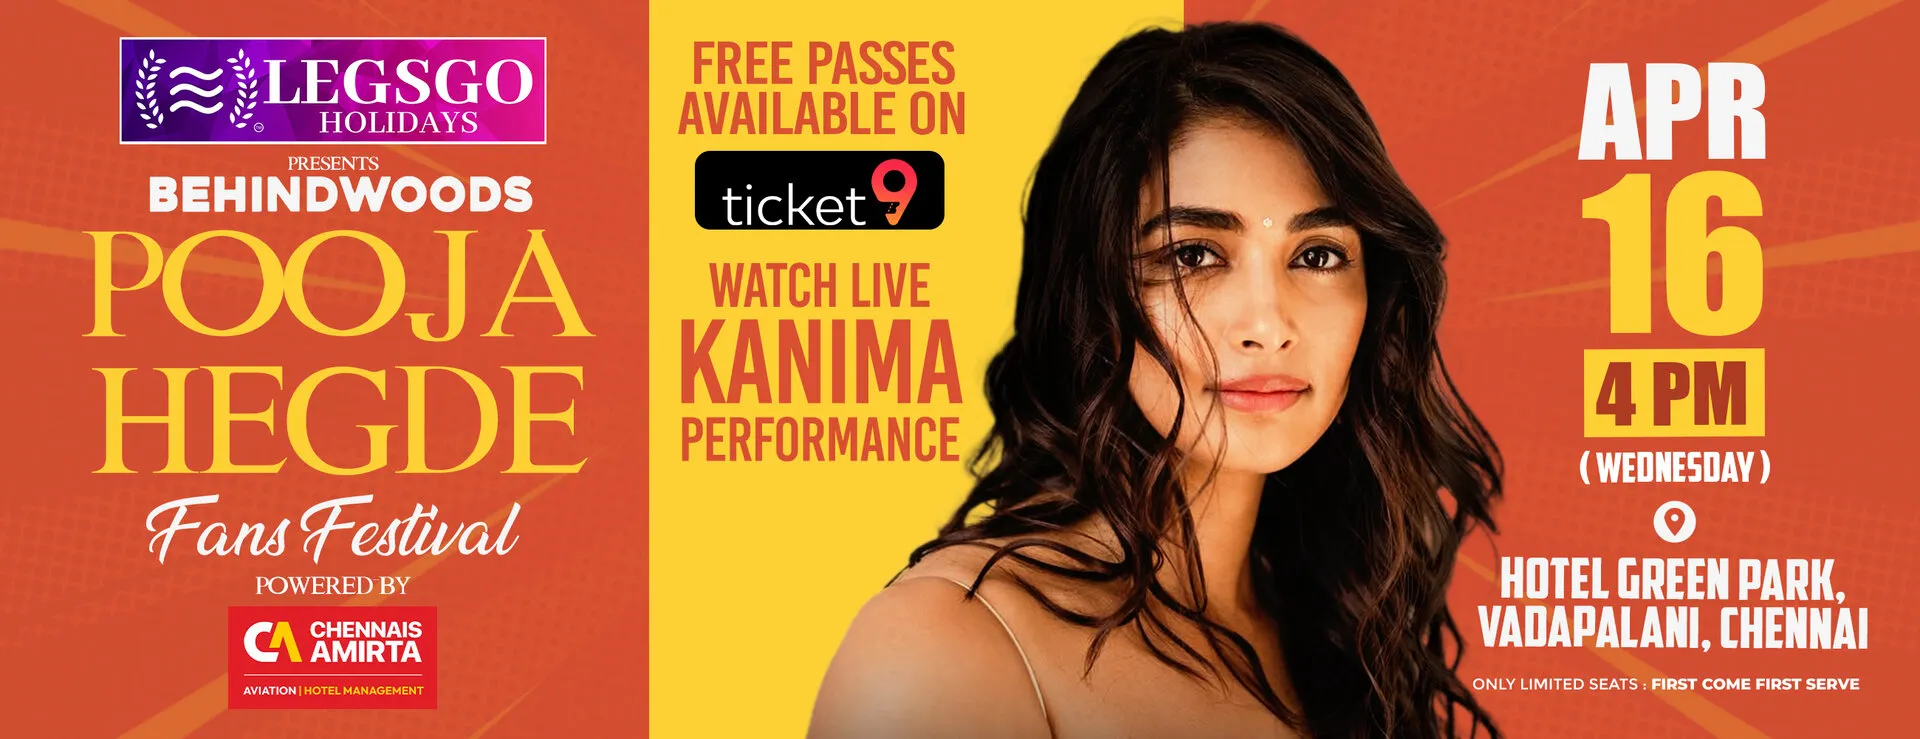 LEGSGO
HOLIDAYS
PRESENTS
BEHINDWOODS
POOJA
HEGDE
Fans Festival
POWERED BY
CA CHENNAIS
AMIRTA
AVIATION | HOTEL MANAGEMENT
FREE PASSES
AVAILABLE ON
ticket9
WATCH LIVE
KANIMA
PERFORMANCE
APR
16
4 PM
(WEDNESDAY)
HOTEL GREEN PARK,
VADAPALANI, CHENNAI
ONLY LIMITED SEATS : FIRST COME FIRST SERVE